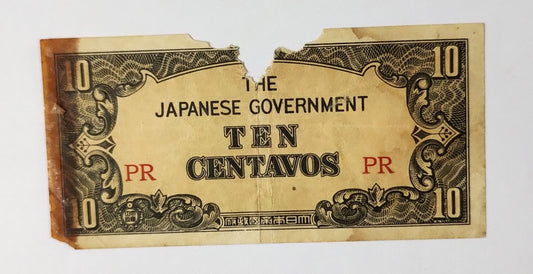 10 10
THE
JAPANESE GOVERNMENT
TEN
CENTAVOS
PR PR
10 10